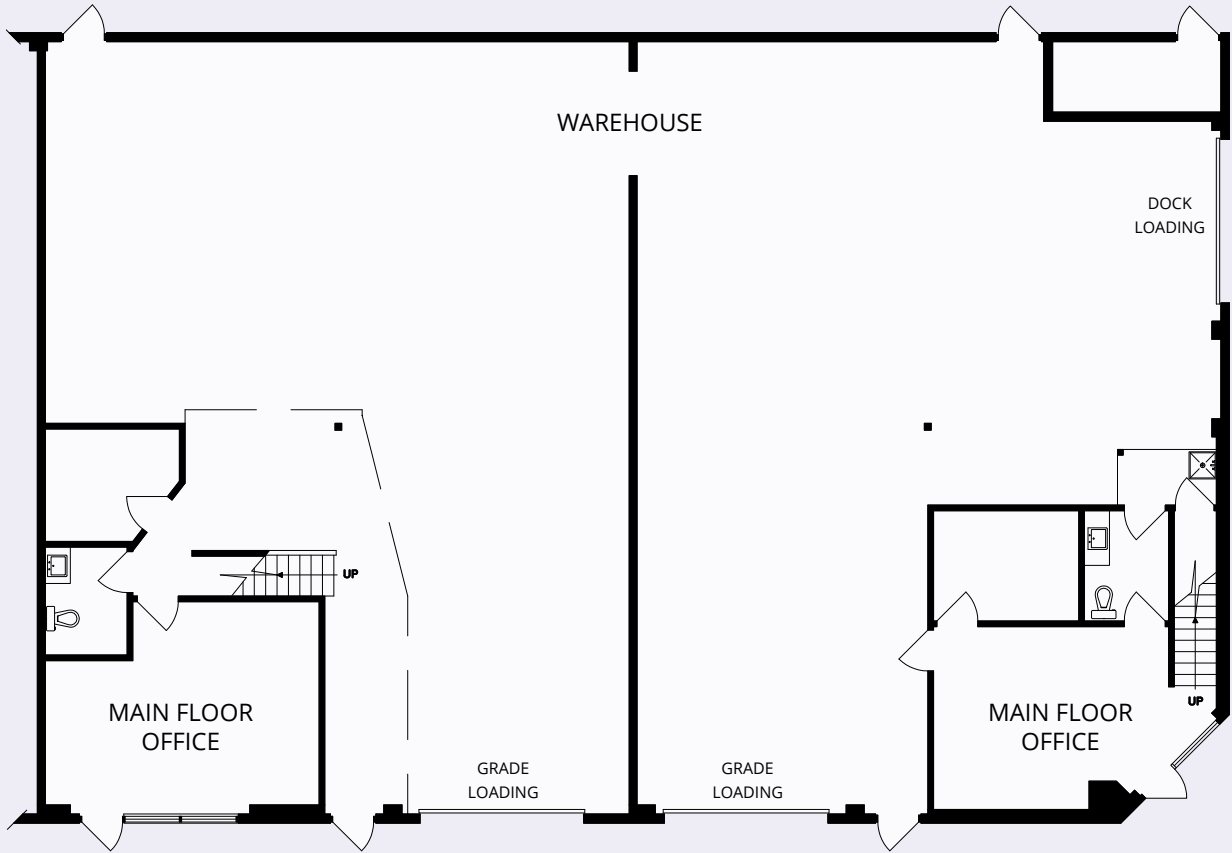 WAREHOUSE
DOCK
LOADING
UP
MAIN FLOOR
OFFICE
GRADE
LOADING
GRADE
LOADING
MAIN FLOOR
OFFICE
UP